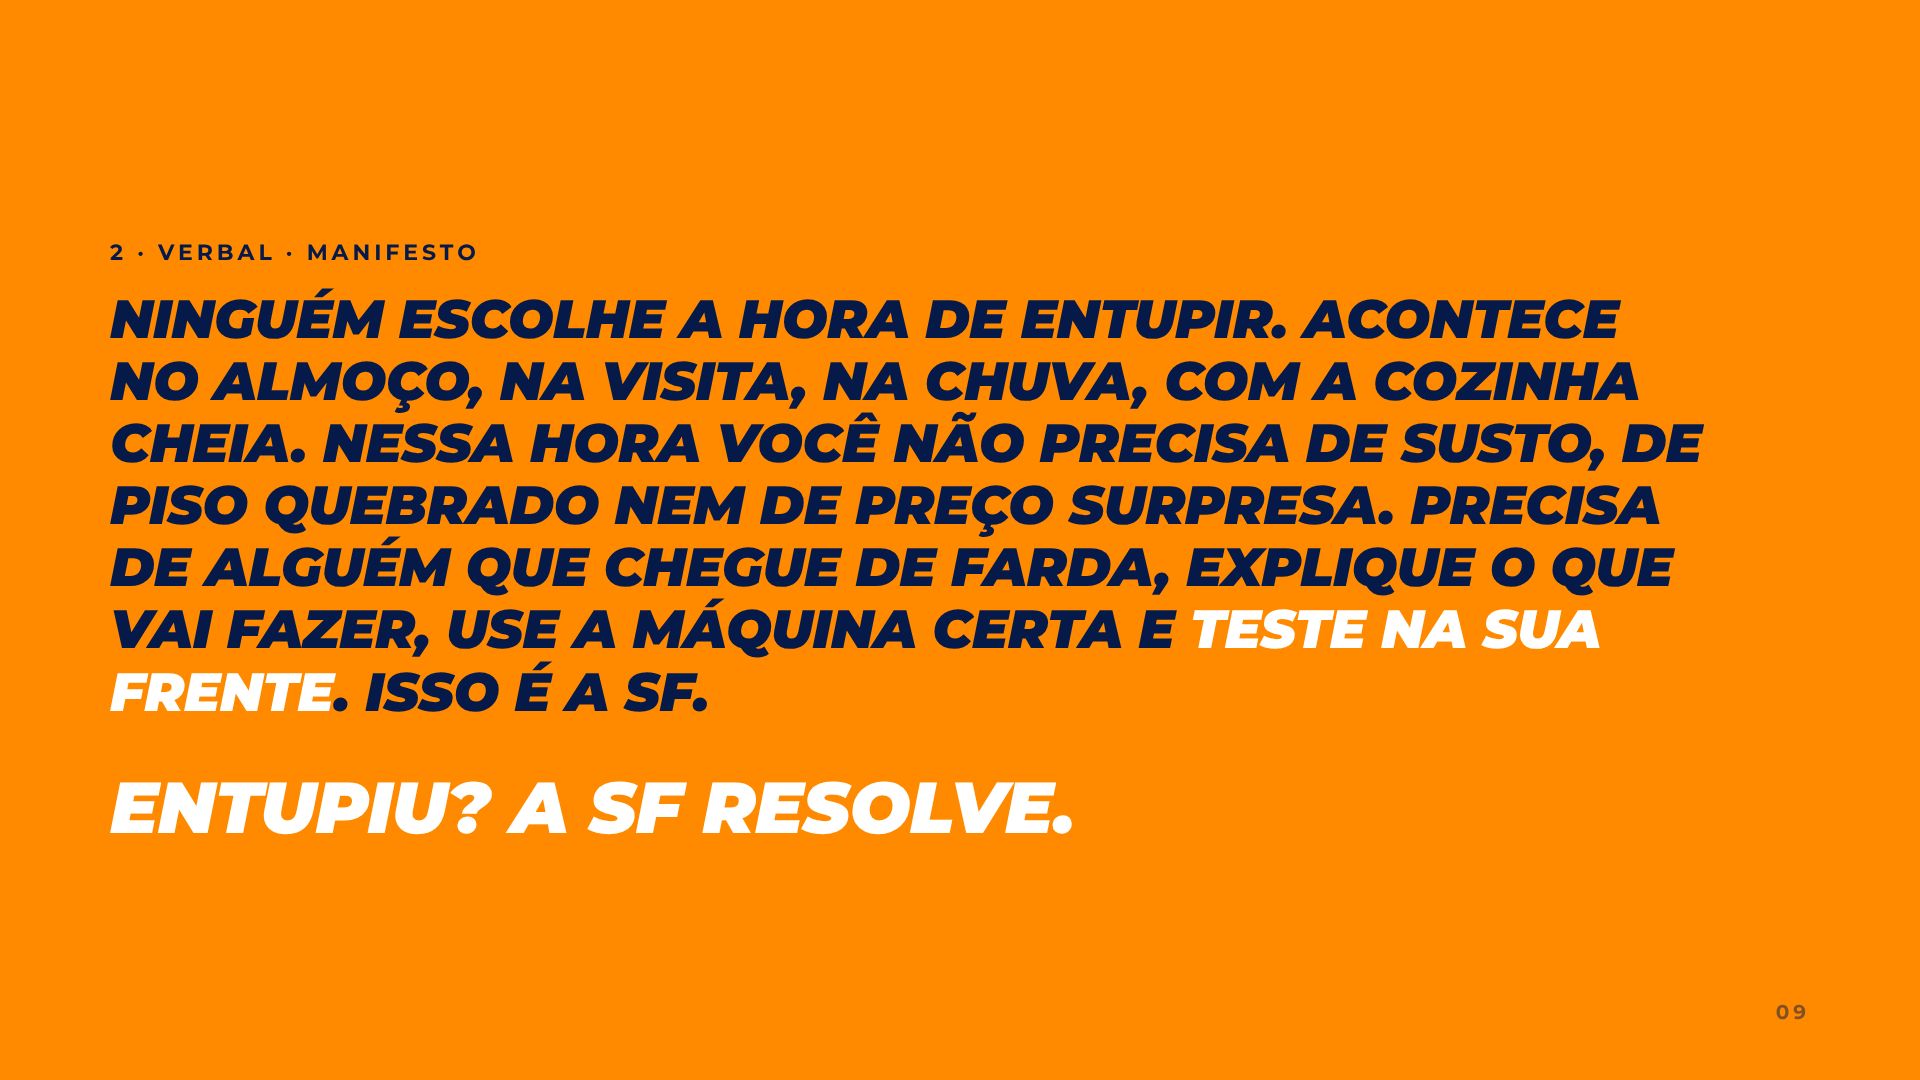 2 · VERBAL · MANIFESTO
NINGUÉM ESCOLHE A HORA DE ENTUPIR. ACONTECE
NO ALMOÇO, NA VISITA, NA CHUVA, COM A COZINHA
CHEIA. NESSA HORA VOCÊ NÃO PRECISA DE SUSTO, DE
PISO QUEBRADO NEM DE PREÇO SURPRESA. PRECISA
DE ALGUÉM QUE CHEGUE DE FARDA, EXPLIQUE O QUE
VAI FAZER, USE A MÁQUINA CERTA E TESTE NA SUA
FRENTE. ISSO É A SF.
ENTUPIU? A SF RESOLVE.
09